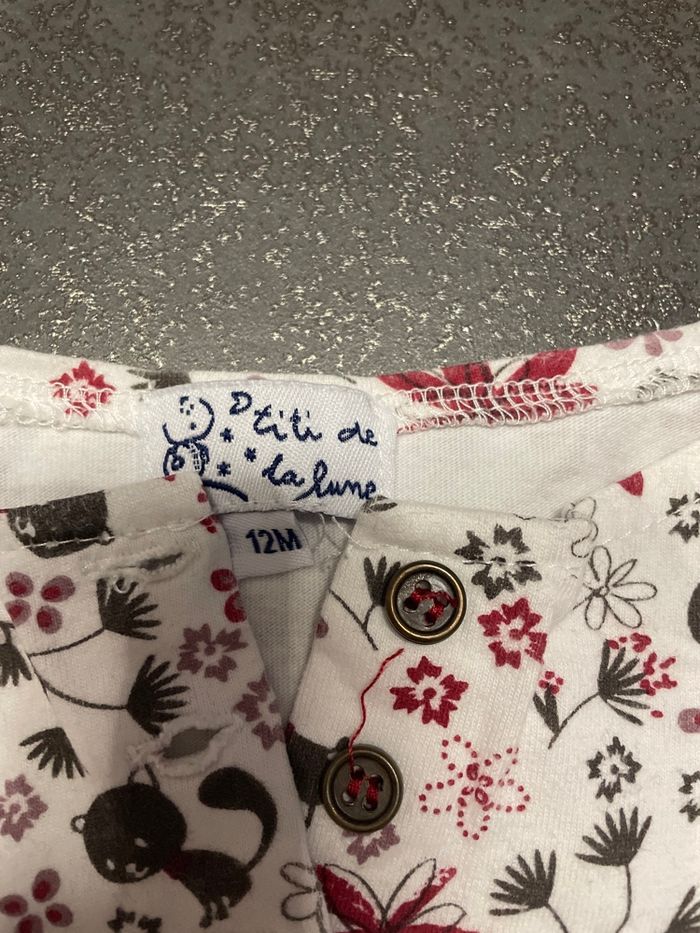 P'titi de
la lune
12M